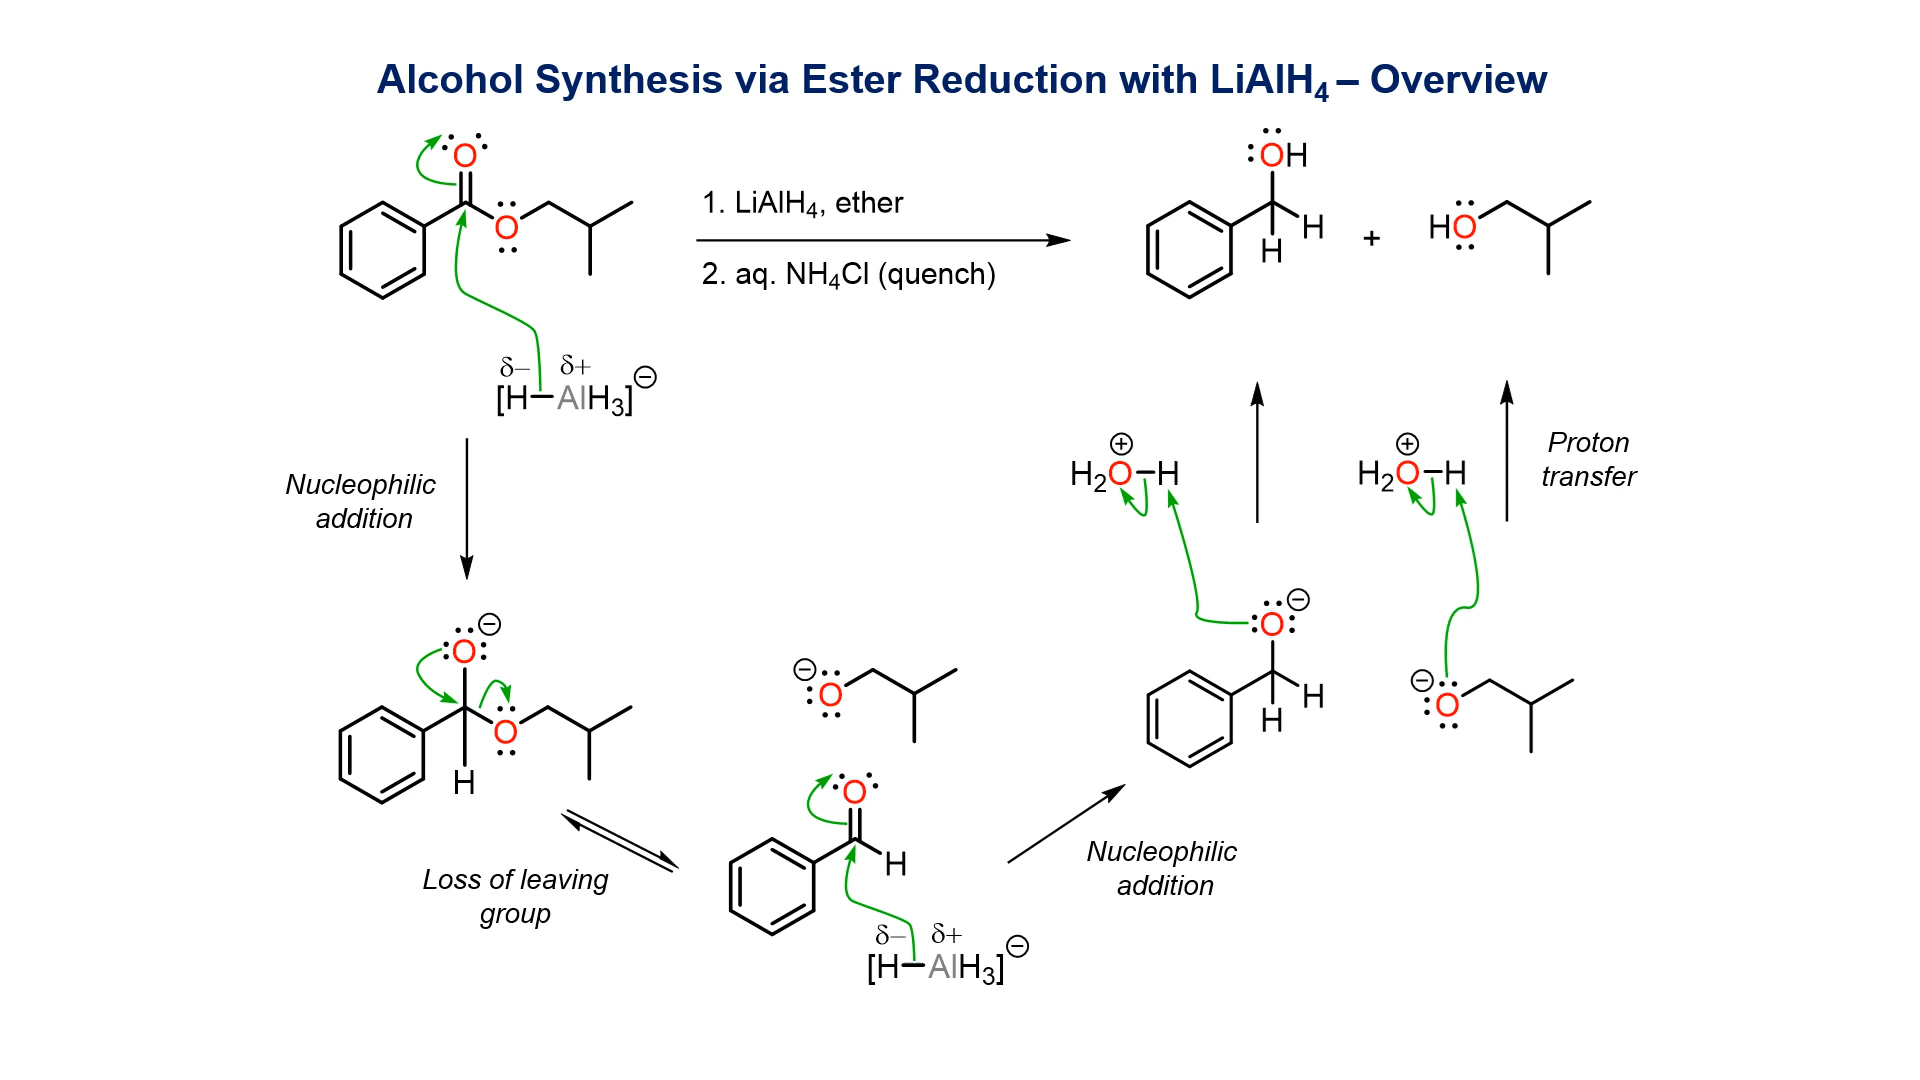 Alcohol Synthesis via Ester Reduction with LiAlH₄ – Overview
O
O
1. LiAlH₄, ether
2. aq. NH₄Cl (quench)
OH
H
H
+
HO
δ– δ+
[H–AlH₃]⊖
Nucleophilic
addition
⊕
H₂O–H
⊕
H₂O–H
Proton
transfer
O⊖
O
H
⊖
O
O⊖
H
H
⊖
O
O
H
Loss of leaving
group
Nucleophilic
addition
δ– δ+
[H–AlH₃]⊖